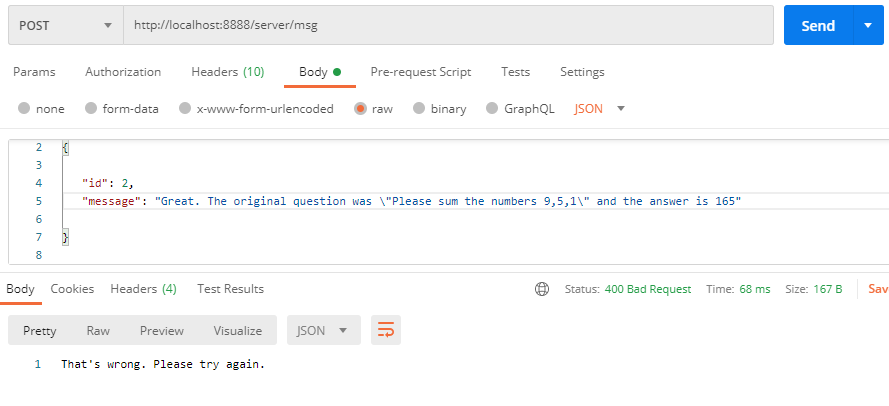 POST http://localhost:8888/server/msg Send
Params Authorization Headers (10) Body Pre-request Script Tests Settings
none form-data x-www-form-urlencoded raw binary GraphQL JSON
2 {
3
4 "id": 2,
5 "message": "Great. The original question was \"Please sum the numbers 9,5,1\" and the answer is 165"
6
7 }
8
Body Cookies Headers (4) Test Results Status: 400 Bad Request Time: 68 ms Size: 167 B Sav
Pretty Raw Preview Visualize JSON
1 That's wrong. Please try again.